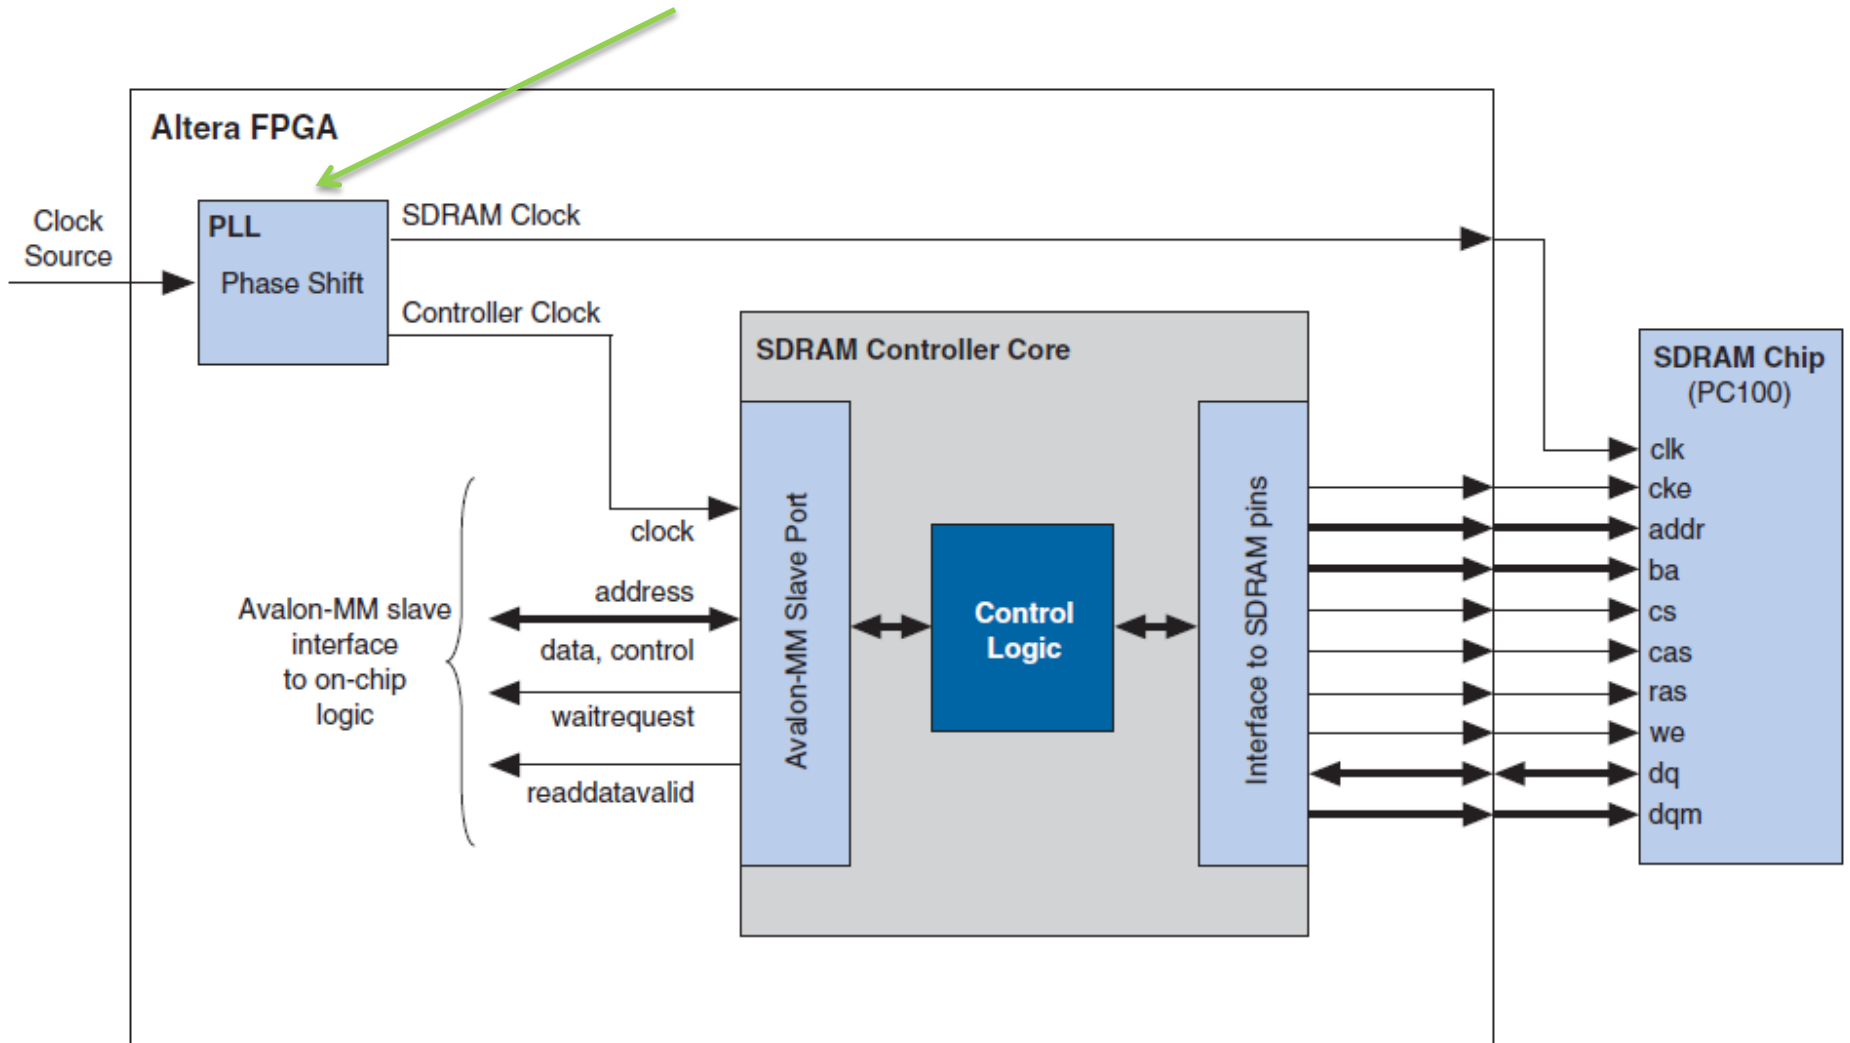 Altera FPGA
Clock
Source
PLL
Phase Shift
SDRAM Clock
Controller Clock
SDRAM Controller Core
Avalon-MM Slave Port
Control
Logic
Interface to SDRAM pins
clock
address
data, control
waitrequest
readdatavalid
Avalon-MM slave
interface
to on-chip
logic
SDRAM Chip
(PC100)
clk
cke
addr
ba
cs
cas
ras
we
dq
dqm